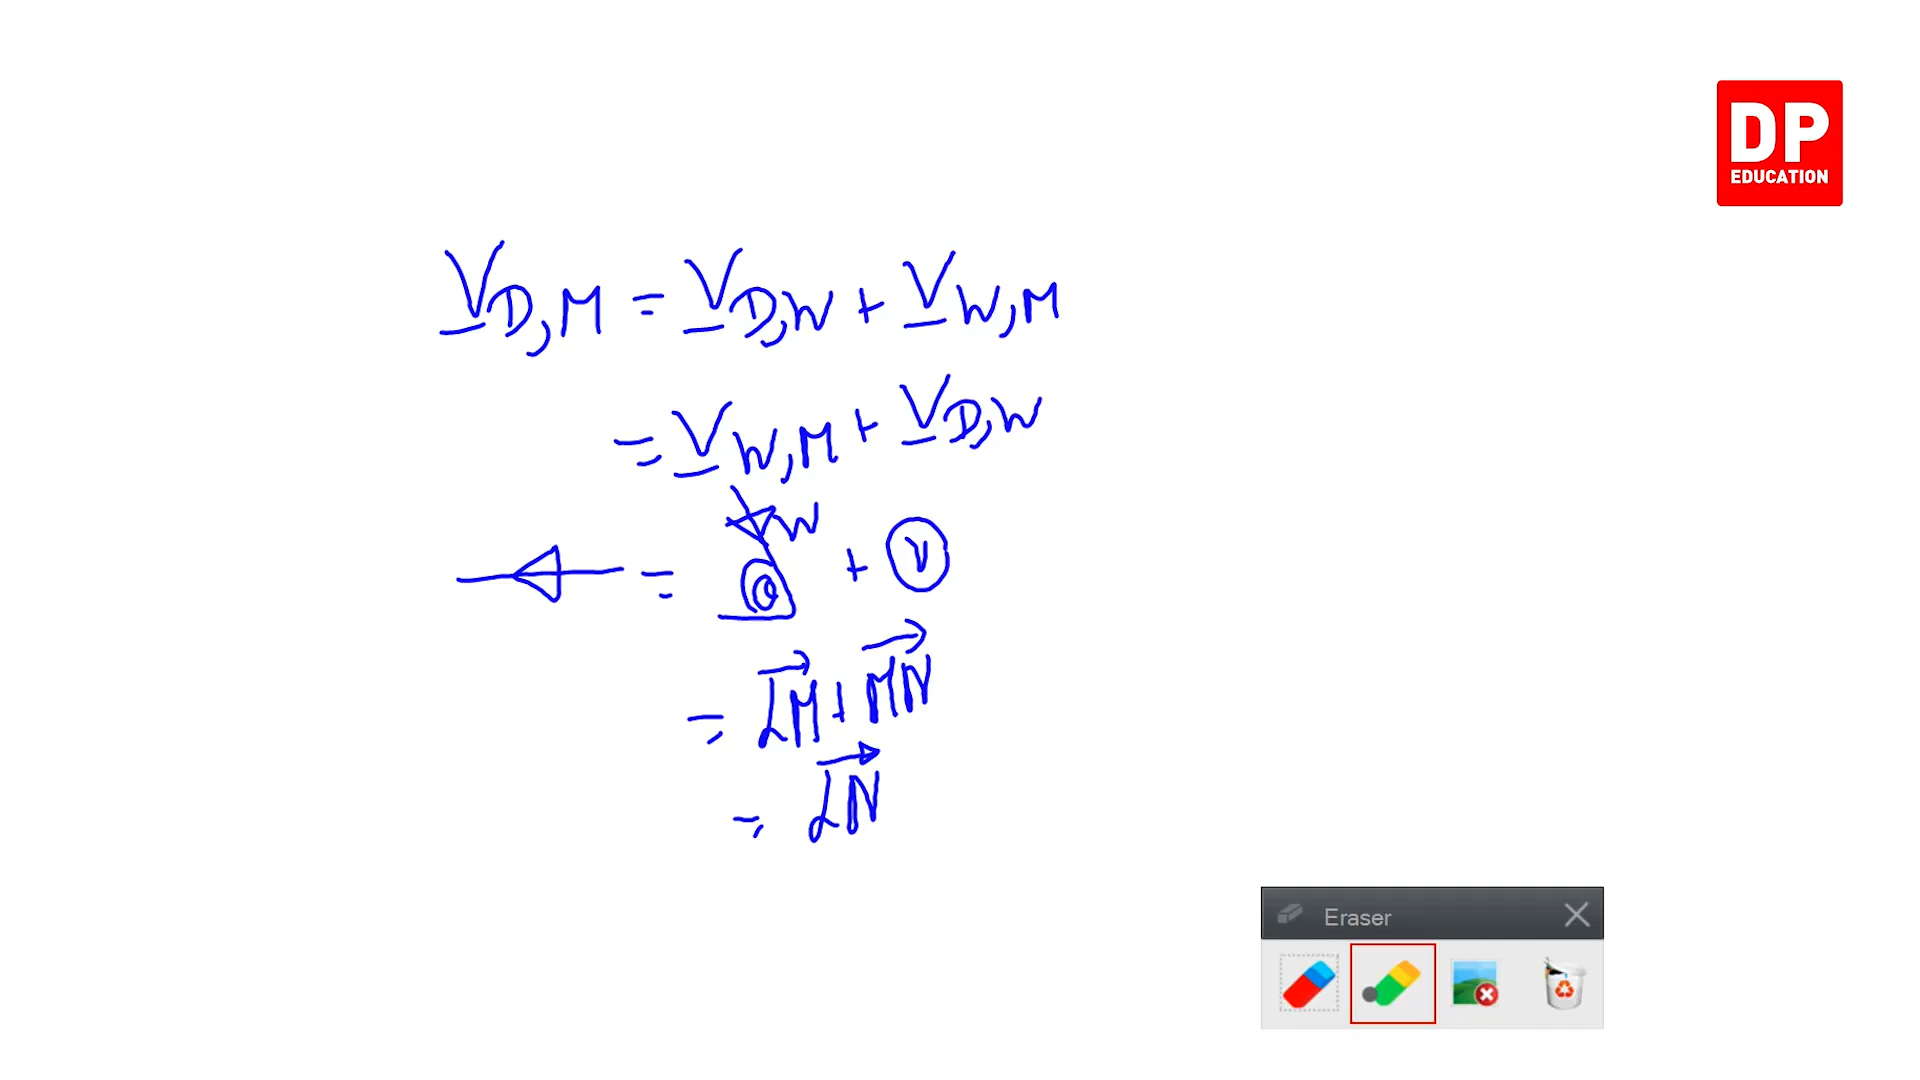 DP
EDUCATION
V D,M = V D,W + V W,M
= V W,M + V D,W
W
= + V
= LM + MN
= LN
Eraser